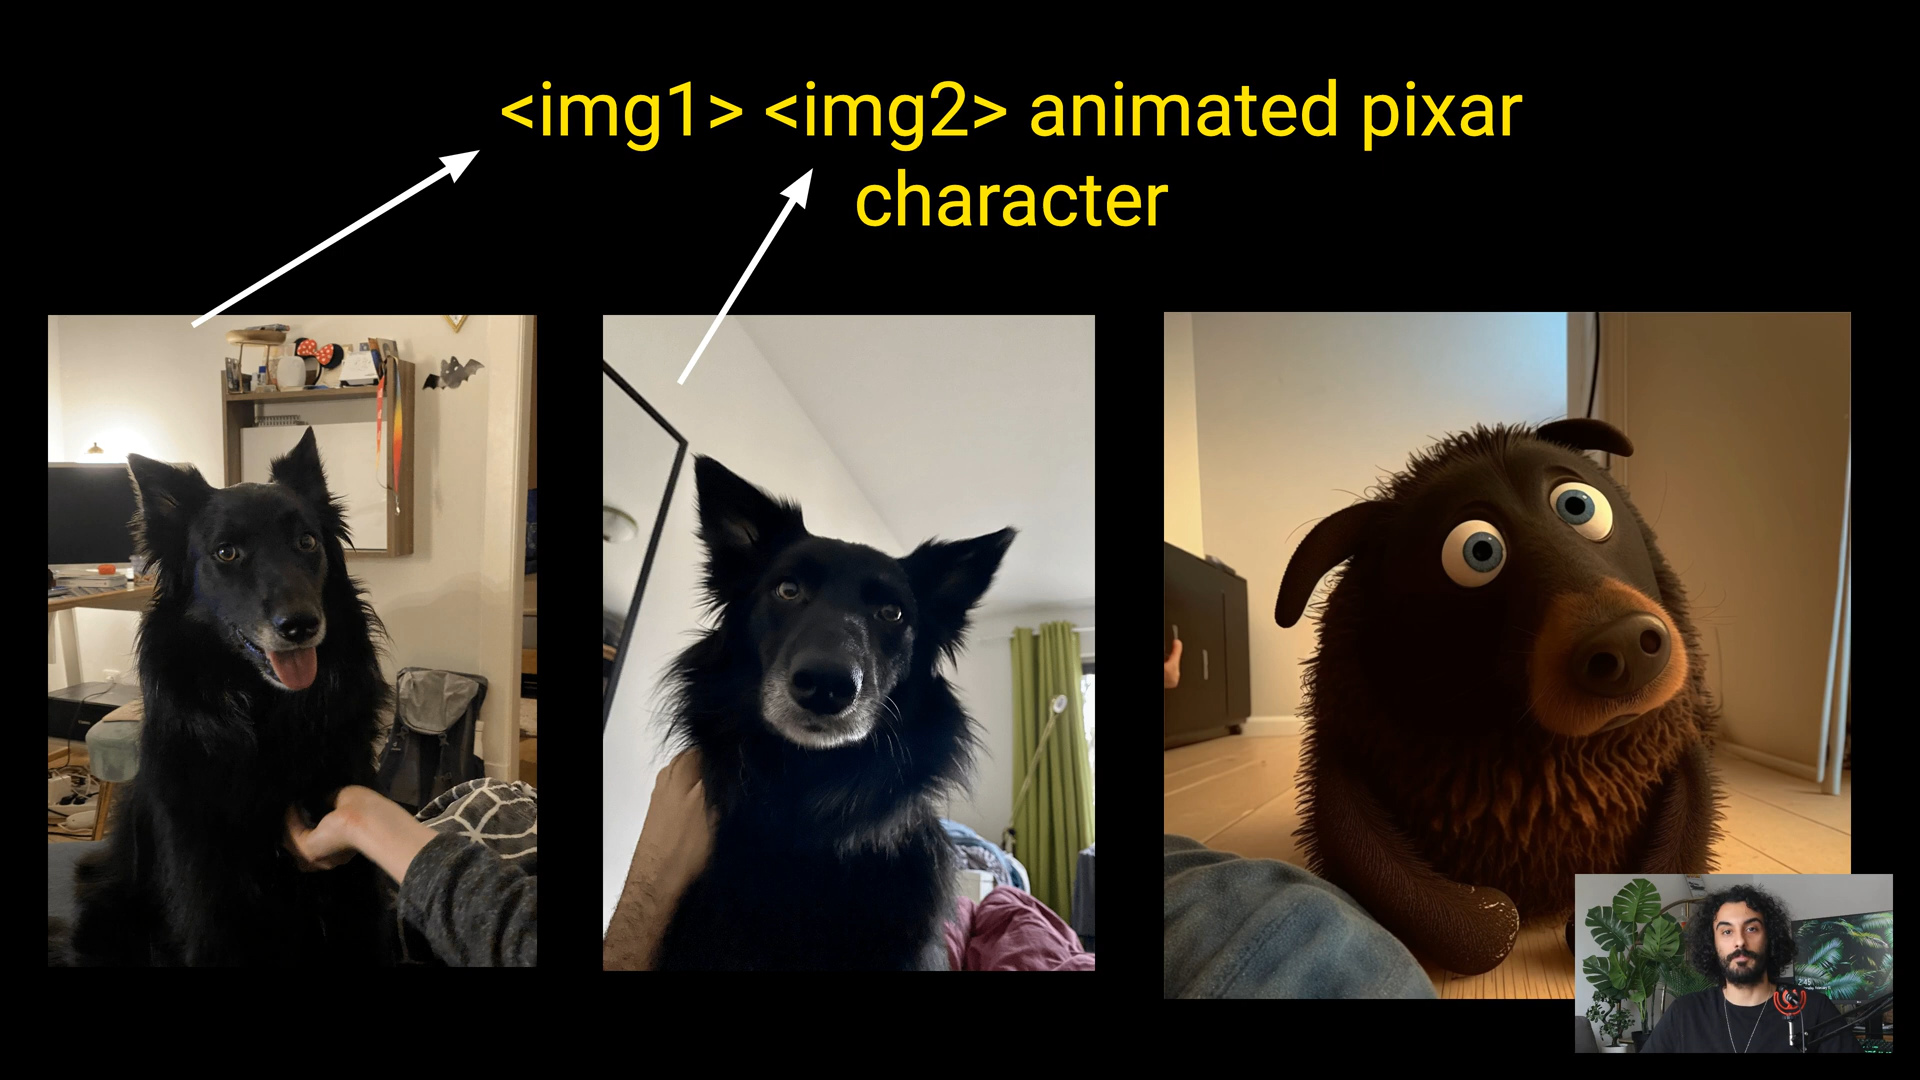 <img1> <img2> animated pixar
character